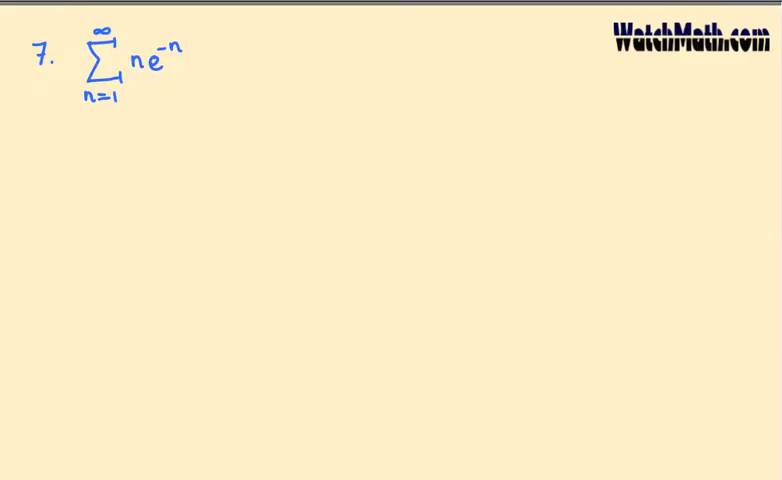 WatchMath.com
7. ∞
∑ ne⁻ⁿ
n=1